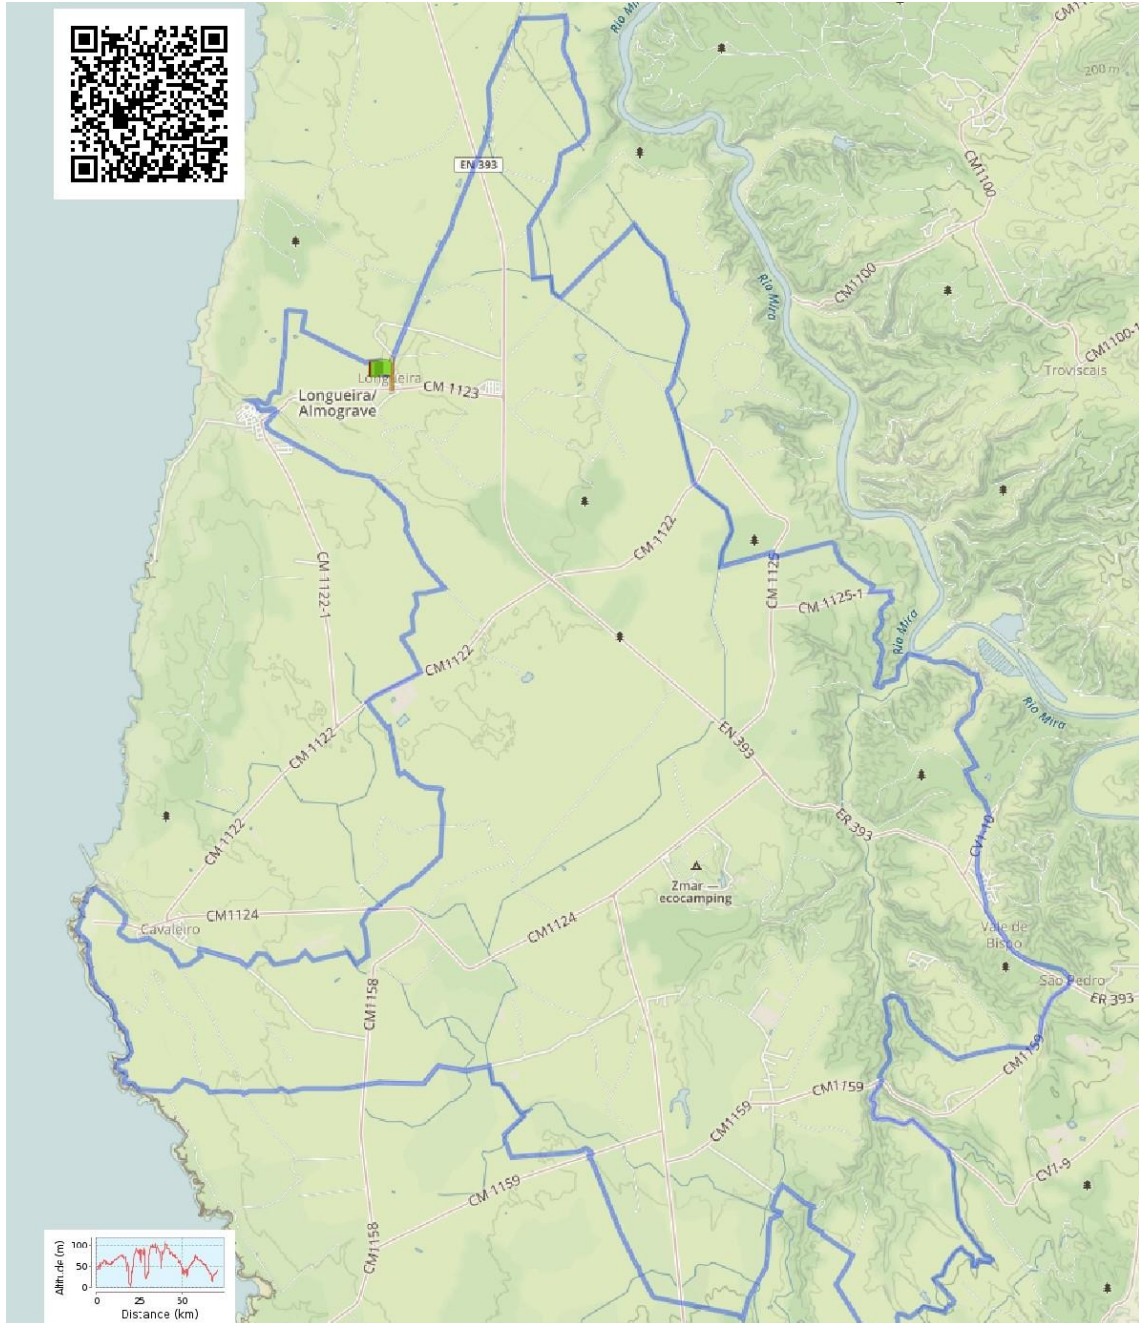 Rio Mi
CM11
200 m
EN 393
CM1100
CM1100
Rio Mira
CM1100-1
Troviscais
Longueira
CM 1123
Longueira/
Almograve
CM 1122
CM 1122-1
CM 1125
CM 1125-1
Rio Mira
CM1122
Rio Mira
CM 1122
EN 393
CM 1122
ER 393
CV1-10
Zmar —
ecocamping
CM1124
Cavaleiro
CM1124
Vale de
Bispo
São Pedro
ER 393
CM1158
CM1159
CM1159
CM1159
CM 1159
CV1-9
CM1158
Altitude (m)
100
50
0
0
25
50
Distance (km)